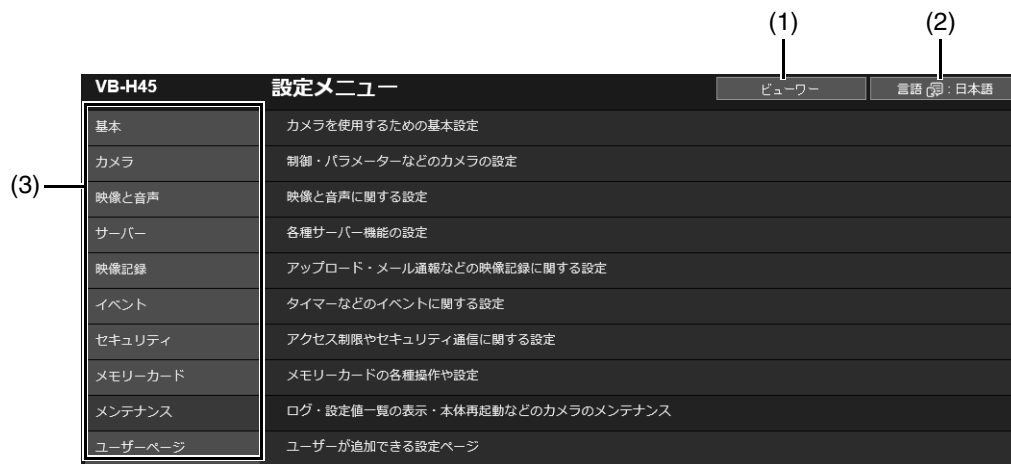 (1) (2)
VB-H45 設定メニュー ビューワー 言語 : 日本語
基本 カメラを使用するための基本設定
カメラ 制御・パラメーターなどのカメラの設定
(3)
映像と音声 映像と音声に関する設定
サーバー 各種サーバー機能の設定
映像記録 アップロード・メール通報などの映像記録に関する設定
イベント タイマーなどのイベントに関する設定
セキュリティ アクセス制限やセキュリティ通信に関する設定
メモリーカード メモリーカードの各種操作や設定
メンテナンス ログ・設定値一覧の表示・本体再起動などのカメラのメンテナンス
ユーザーページ ユーザーが追加できる設定ページ